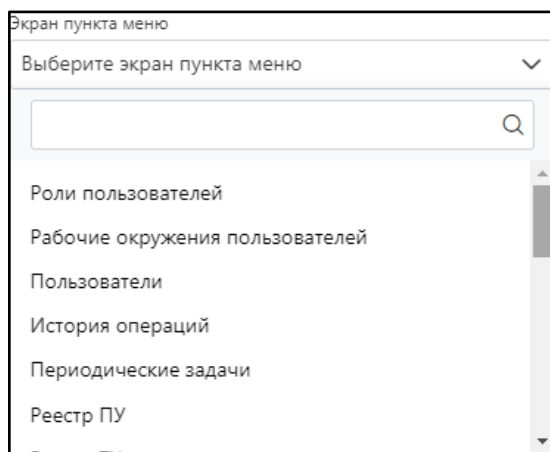 Экран пункта меню
Выберите экран пункта меню
Роли пользователей
Рабочие окружения пользователей
Пользователи
История операций
Периодические задачи
Реестр ПУ